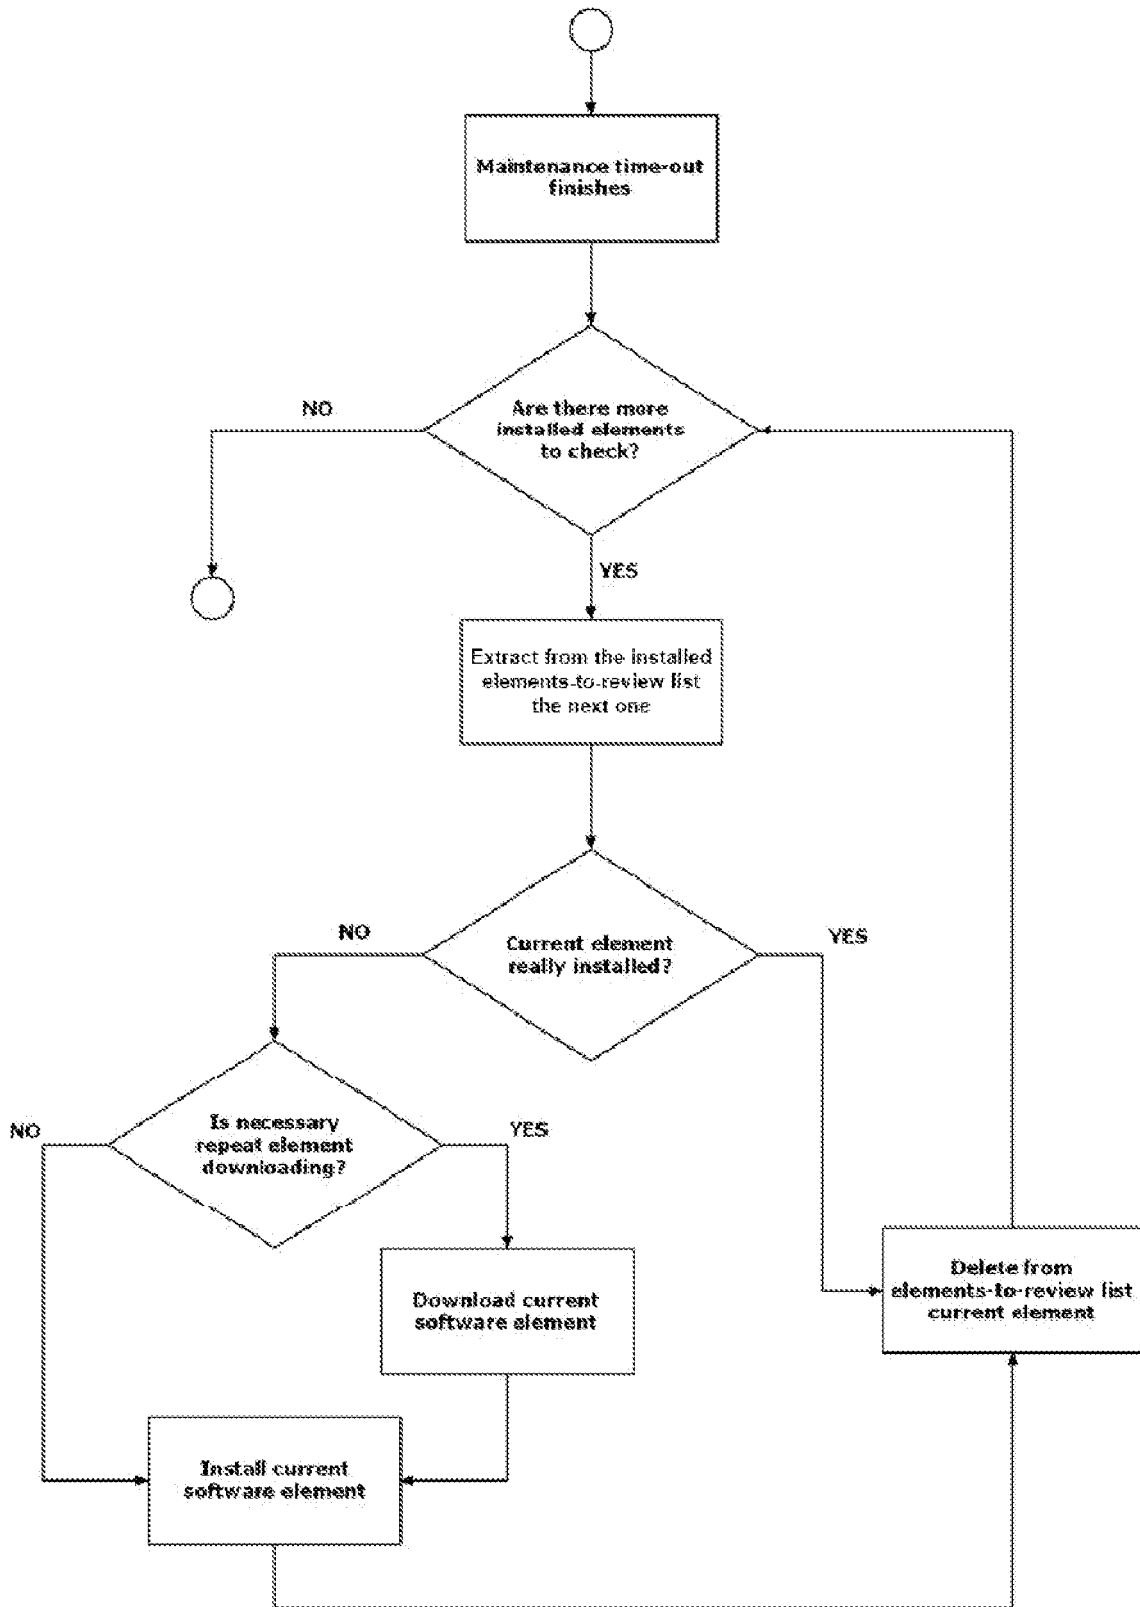 Maintenance time-out
finishes
NO
Are there more
installed elements
to check?
YES
Extract from the installed
elements-to-review list
the next one
NO
Current element
really installed?
YES
NO
Is necessary
repeat element
downloading?
YES
Download current
software element
Delete from
elements-to-review list
current element
Install current
software element